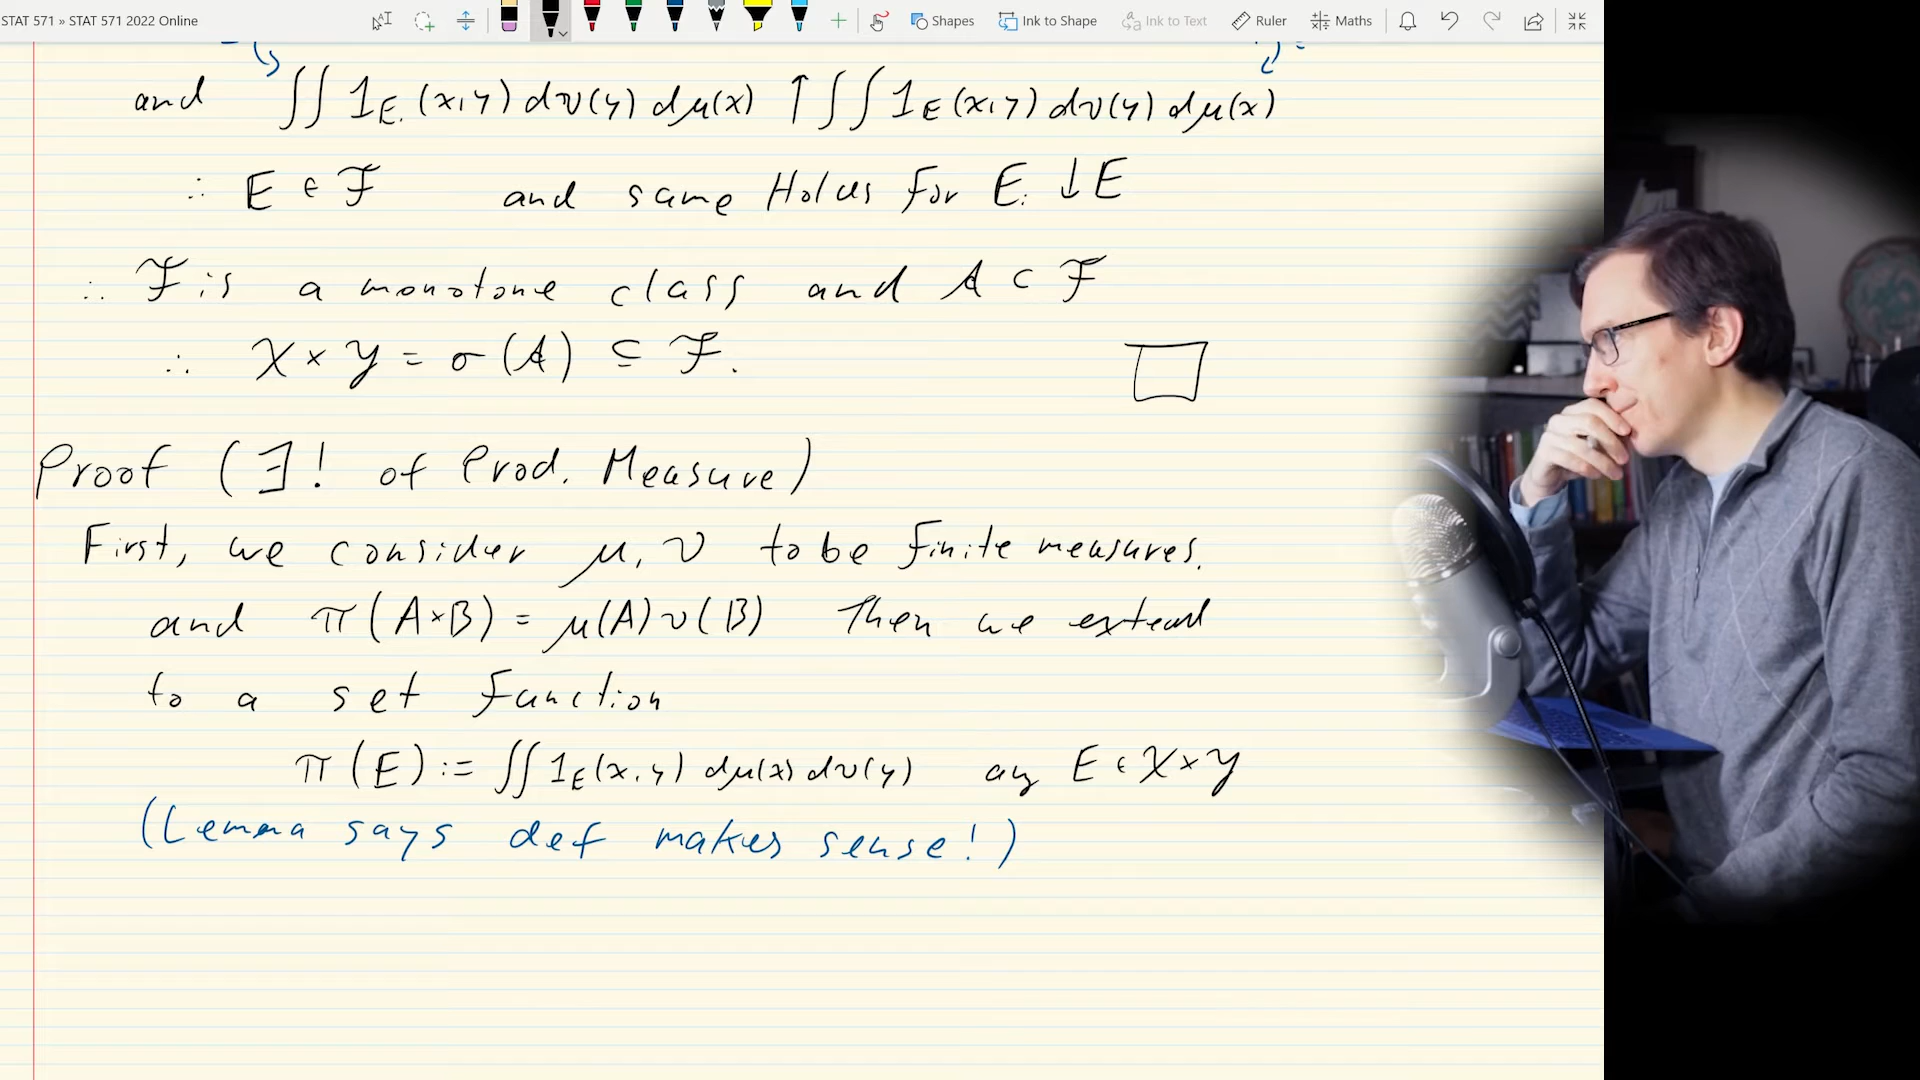 STAT 571 » STAT 571 2022 Online
Shapes Ink to Shape Ink to Text Ruler Maths
and ∫∫ 1_{E_i}(x,y) dν(y) dμ(x) ↑ ∫∫ 1_E(x,y) dν(y) dμ(x)
∴ E ∈ ℱ and same Holds for E_i ↓ E
∴ ℱ is a monotone class and 𝒜 ⊂ ℱ
∴ 𝒳 × 𝒴 = σ(𝒜) ⊆ ℱ. □
Proof (∃! of Prod. Measure)
First, we consider μ, ν to be finite measures.
and π(A×B) = μ(A)ν(B) Then we extend
to a set function
π(E) := ∫∫ 1_E(x,y) dμ(x) dν(y) any E ∈ 𝒳×𝒴
(Lemma says def makes sense!)